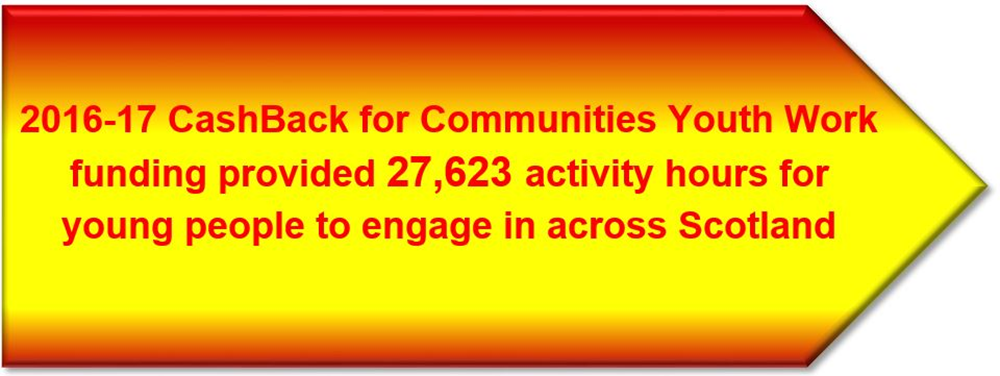 2016-17 CashBack for Communities Youth Work
funding provided 27,623 activity hours for
young people to engage in across Scotland